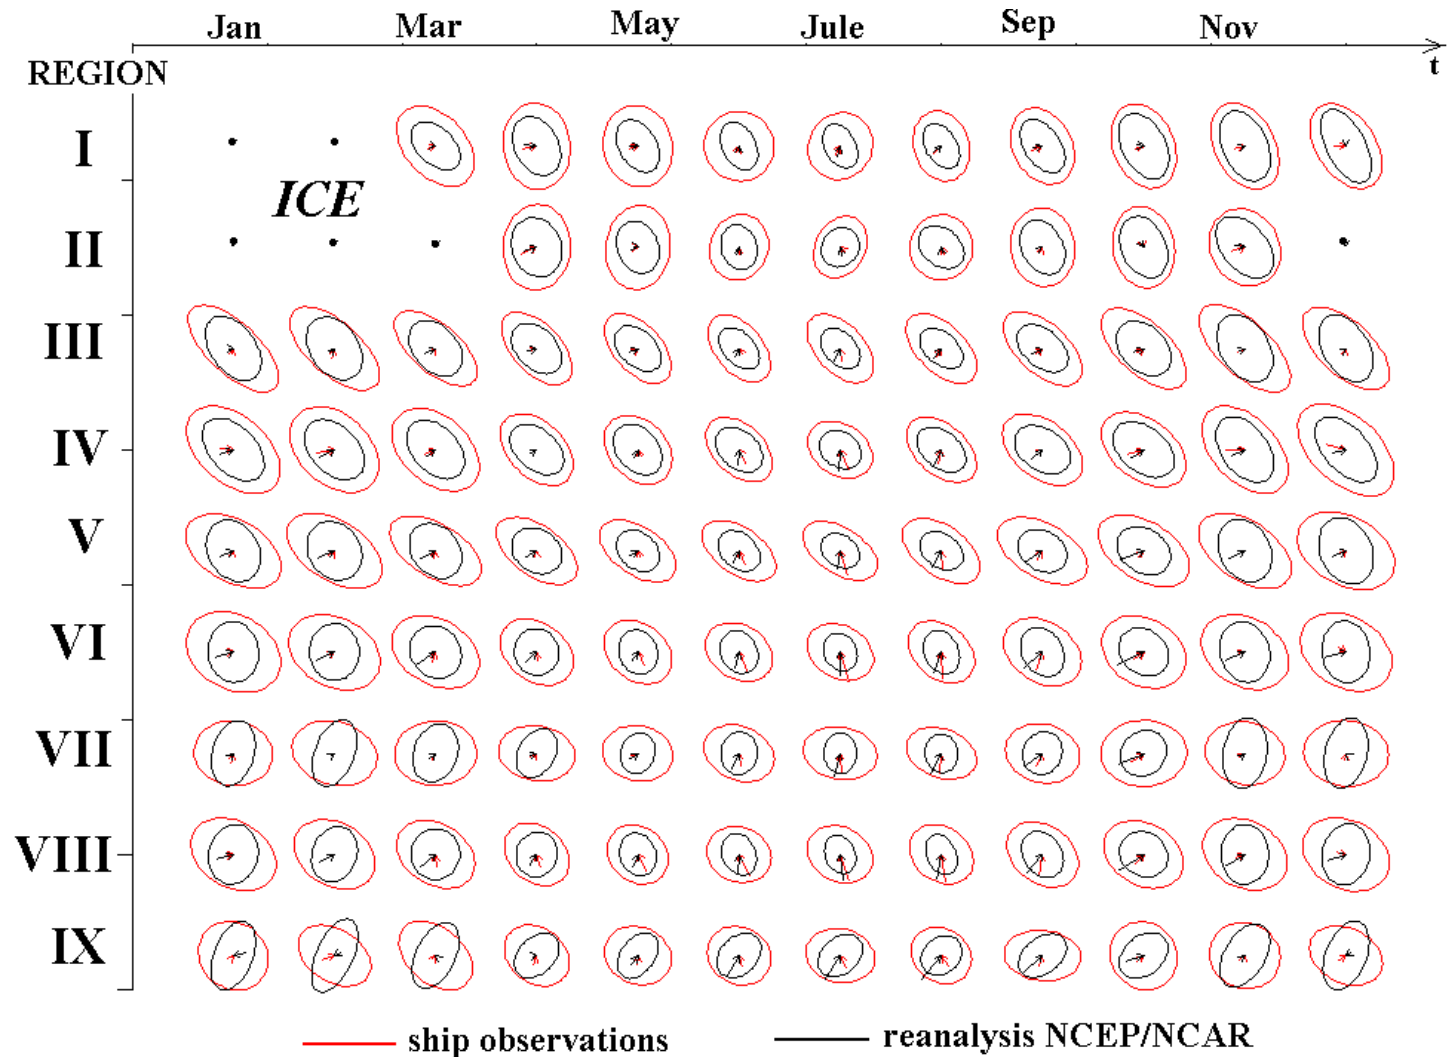 Jan Mar May Jule Sep Nov
t
REGION
I
ICE
II
III
IV
V
VI
VII
VIII
IX
ship observations reanalysis NCEP/NCAR